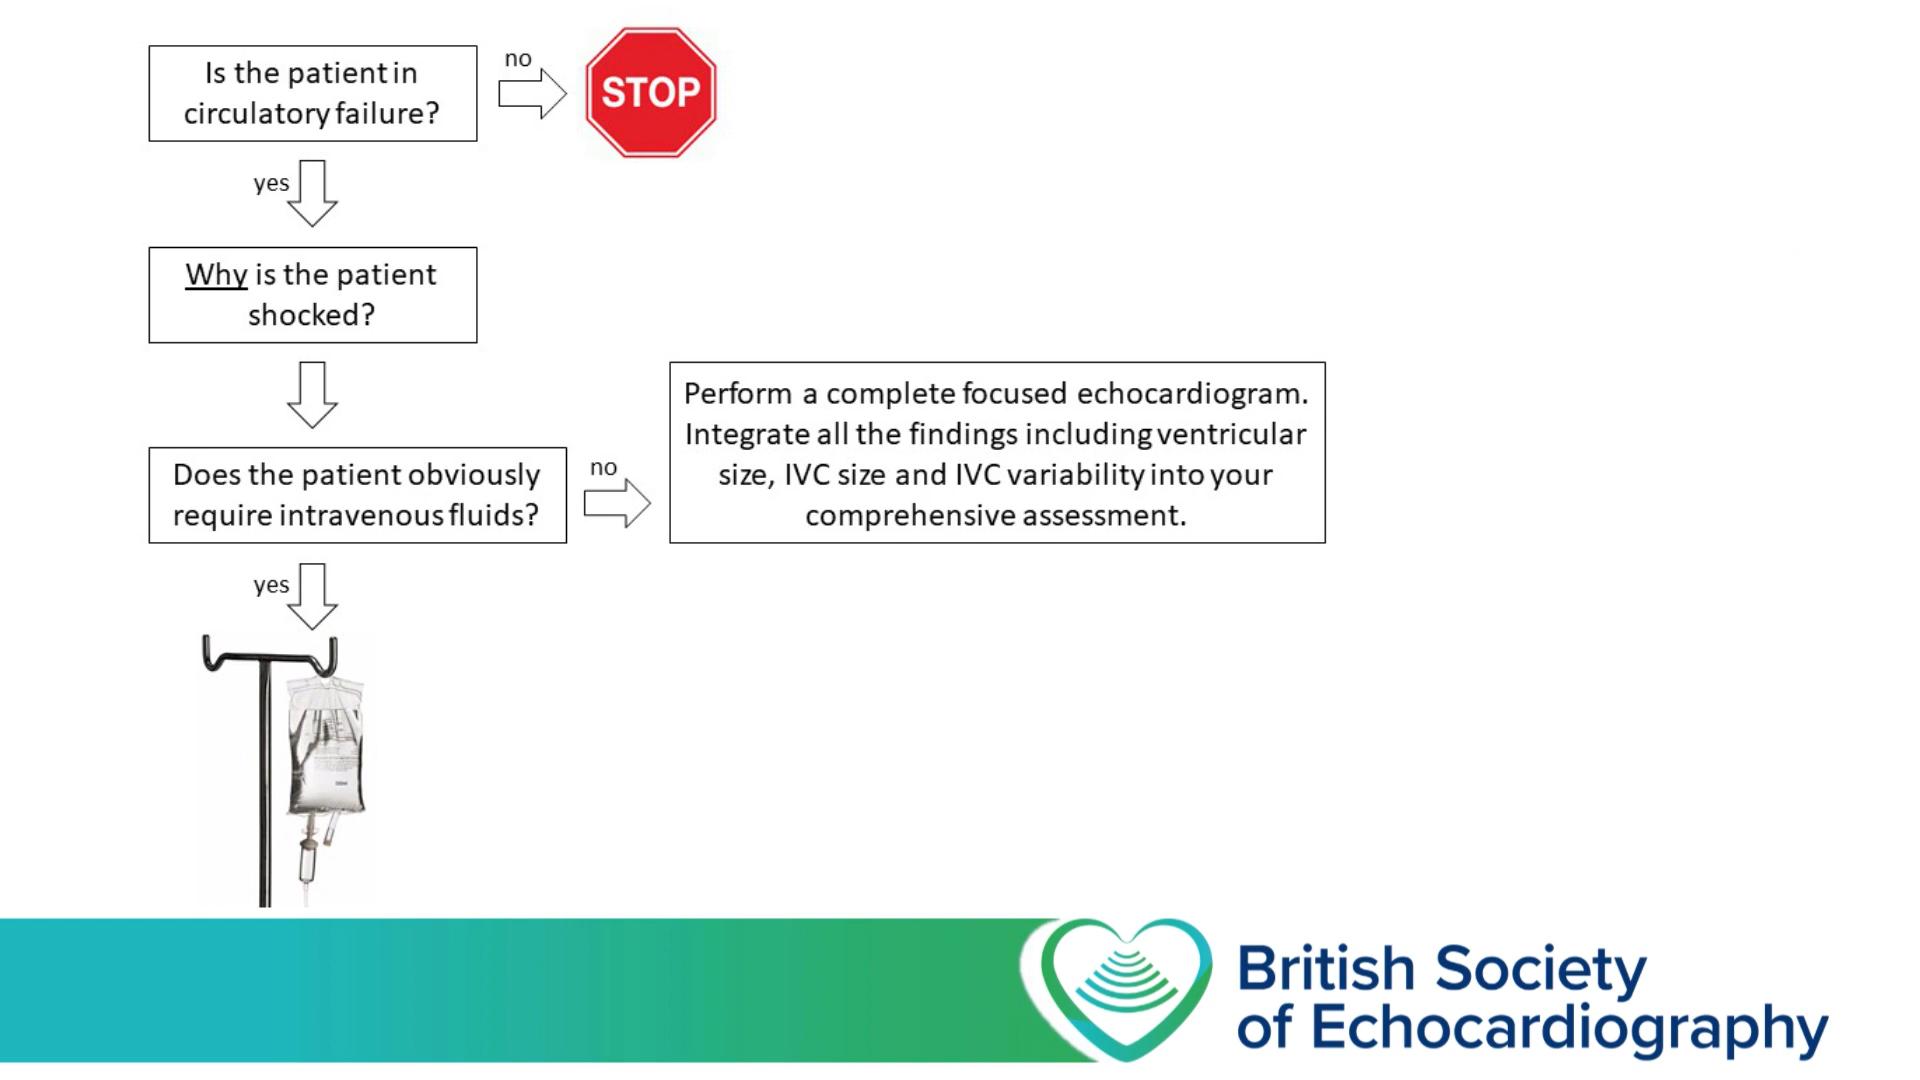 Is the patient in
circulatory failure?
no
STOP
yes
Why is the patient
shocked?
Does the patient obviously
require intravenous fluids?
no
Perform a complete focused echocardiogram.
Integrate all the findings including ventricular
size, IVC size and IVC variability into your
comprehensive assessment.
yes
British Society
of Echocardiography